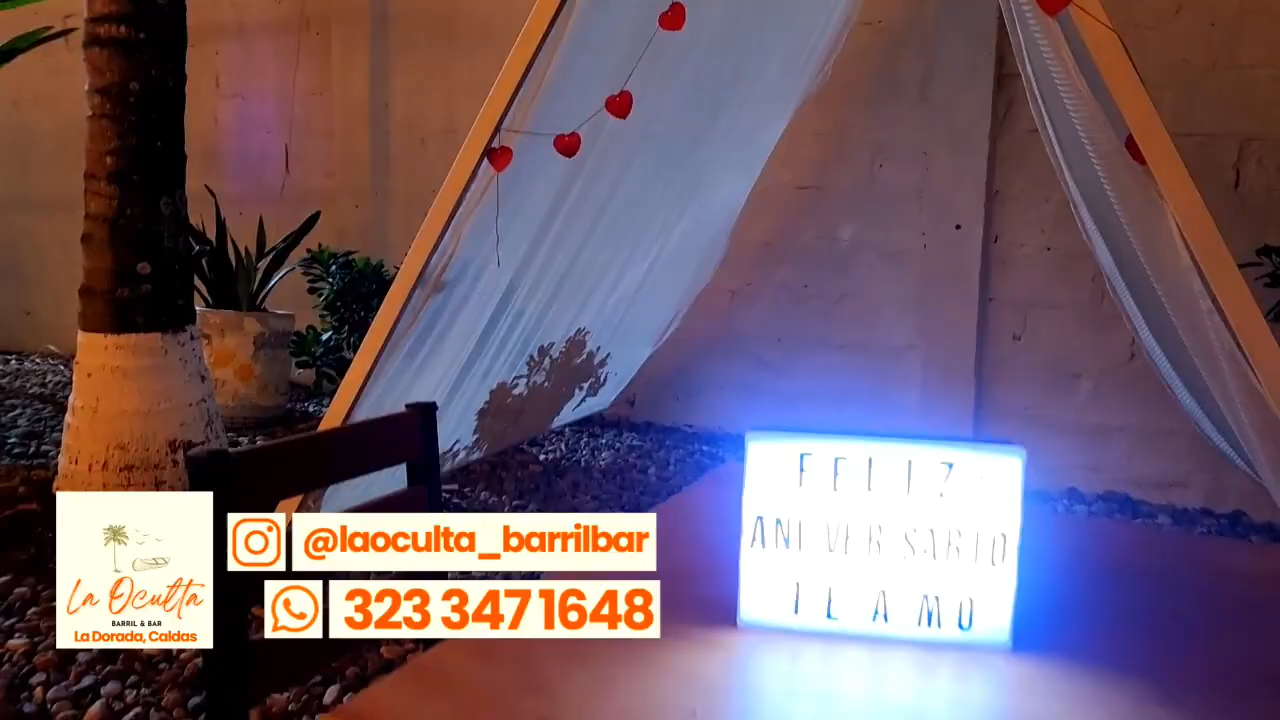 FELIZ
ANIVERSARIO
TE AMO
@laoculta_barrilbar
323 347 1648
La Oculta
BARRIL & BAR
La Dorada, Caldas